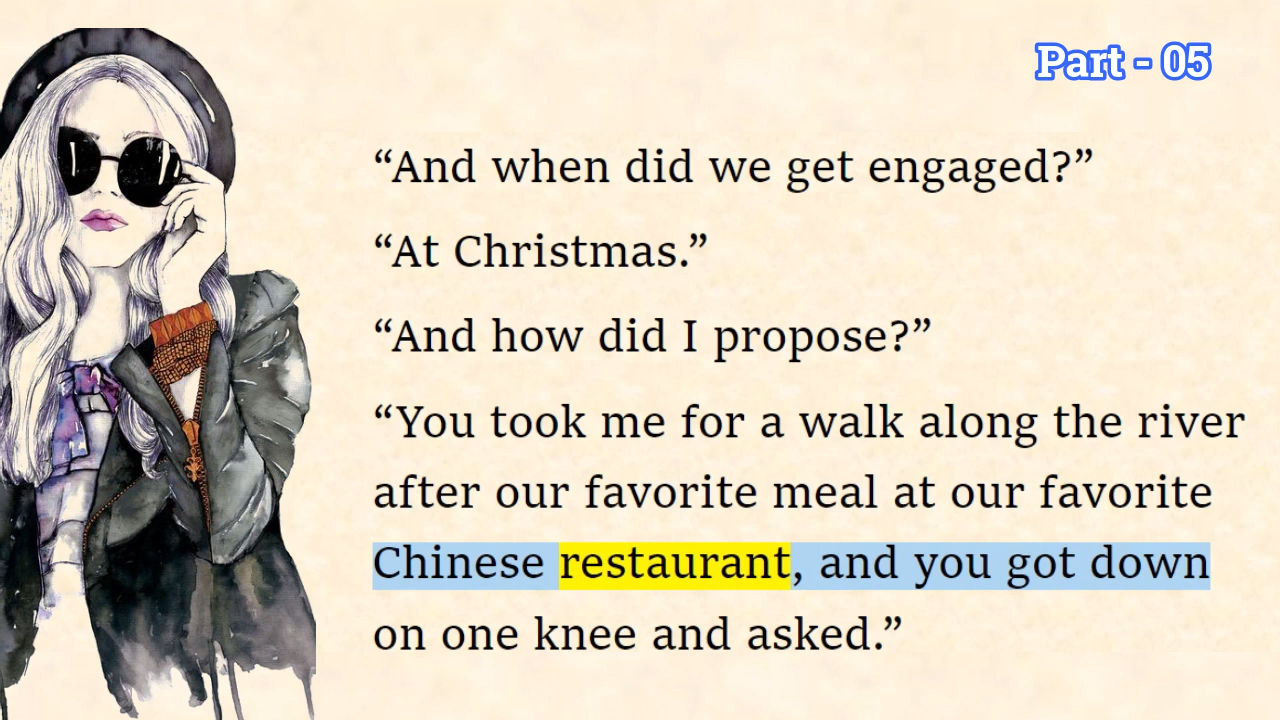 Part - 05
“And when did we get engaged?”
“At Christmas.”
“And how did I propose?”
“You took me for a walk along the river
after our favorite meal at our favorite
Chinese restaurant, and you got down
on one knee and asked.”